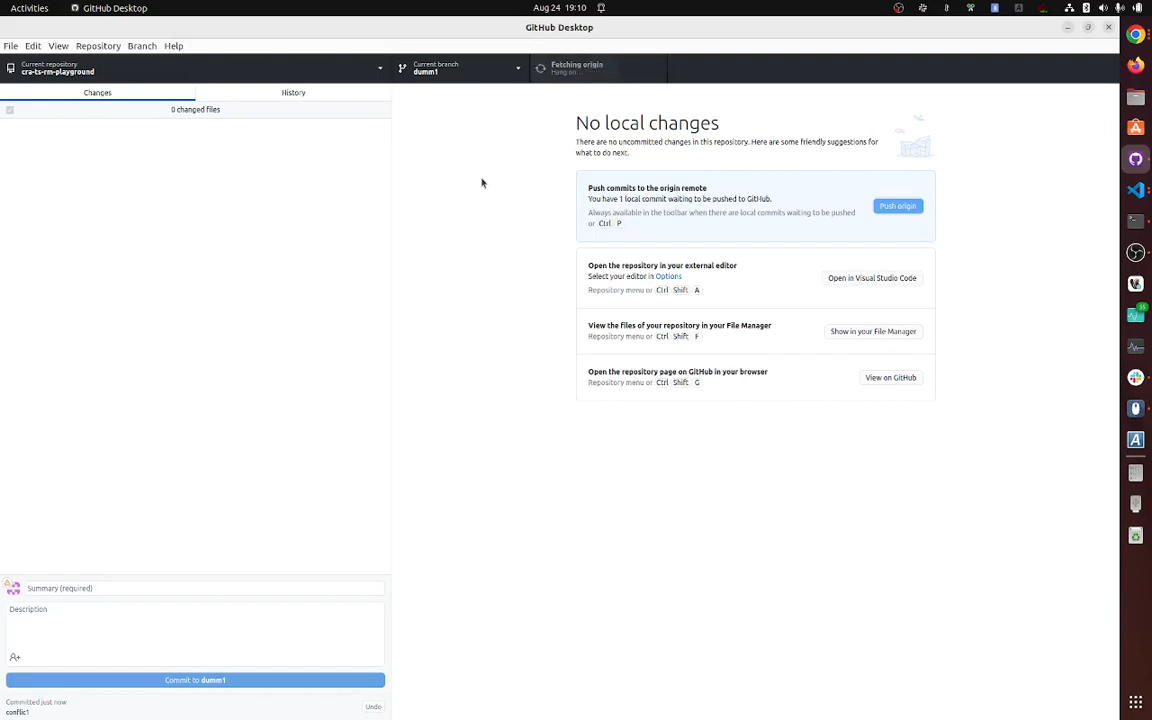 Activities
GitHub Desktop
Aug 24 19:10
GitHub Desktop
File Edit View Repository Branch Help
Current repository
cra-ts-rm-playground
Current branch
dumm1
Fetching origin
Hang on...
Changes
History
0 changed files
No local changes
There are no uncommitted changes in this repository. Here are some friendly suggestions for
what to do next.
Push commits to the origin remote
You have 1 local commit waiting to be pushed to GitHub.
Always available in the toolbar when there are local commits waiting to be pushed
or Ctrl P
Push origin
Open the repository in your external editor
Select your editor in Options
Repository menu or Ctrl Shift A
Open in Visual Studio Code
View the files of your repository in your File Manager
Repository menu or Ctrl Shift F
Show in your File Manager
Open the repository page on GitHub in your browser
Repository menu or Ctrl Shift G
View on GitHub
Summary (required)
Description
Commit to dumm1
Committed just now
conflic1
Undo